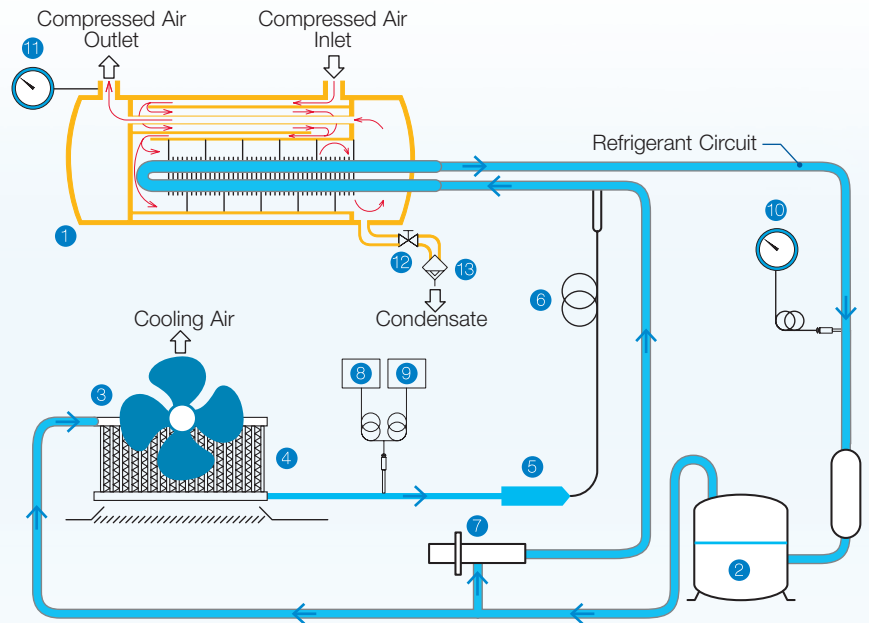 Compressed Air
Outlet
Compressed Air
Inlet
11
Refrigerant Circuit
10
1
12
13
6
Condensate
Cooling Air
3
8
9
4
5
7
2